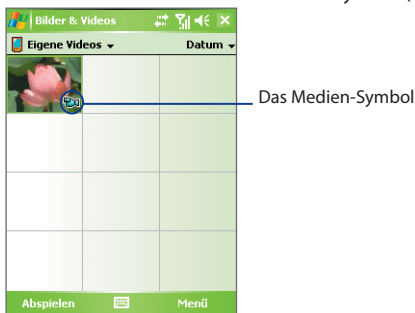 Bilder & Videos
Eigene Videos
Datum
Das Medien-Symbol
Abspielen
Menü